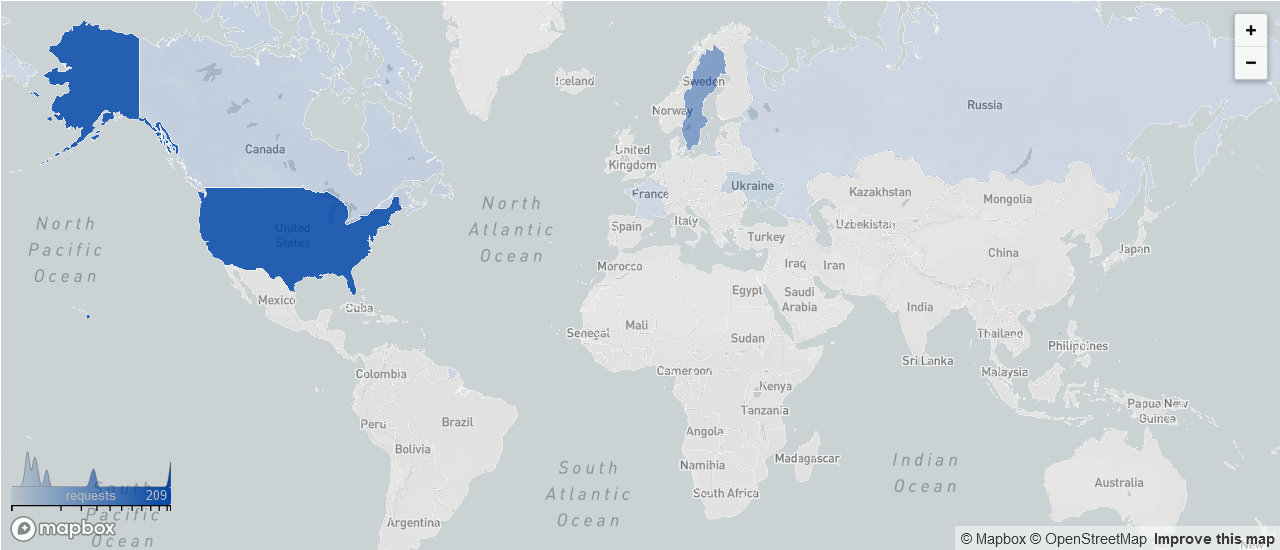 +
−
Iceland
Sweden
Norway
Russia
Canada
United
Kingdom
Ukraine
France
Kazakhstan
Mongolia
North
Pacific
Ocean
North
Atlantic
Ocean
United
States
Spain
Italy
Turkey
Uzbekistan
China
Japan
Morocco
Iraq
Iran
Mexico
Cuba
Egypt
Saudi
Arabia
India
Senegal
Mali
Sudan
Thailand
Philippines
Sri Lanka
Colombia
Cameroon
Malaysia
Kenya
Papua New
Guinea
Tanzania
Peru
Brazil
Angola
Bolivia
Namibia
Madagascar
South
Atlantic
Ocean
Indian
Ocean
Australia
South Africa
South
Pacific
Ocean
requests 209
Argentina
mapbox
© Mapbox © OpenStreetMap Improve this map